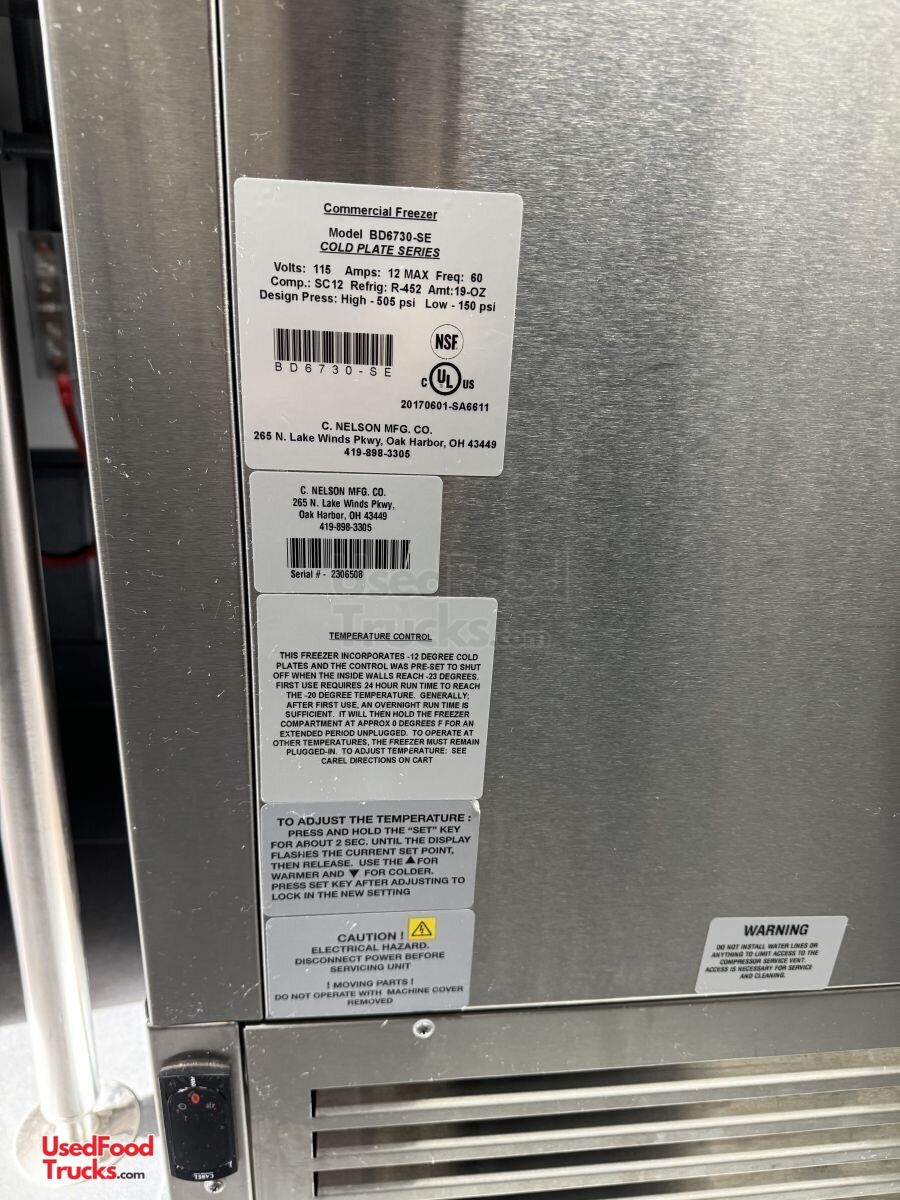 Commercial Freezer
Model BD6730-SE
COLD PLATE SERIES
Volts: 115 Amps: 12 MAX Freq: 60
Comp.: SC12 Refrig: R-452 Amt:19-OZ
Design Press: High - 505 psi Low - 150 psi
NSF
BD6730-SE
C UL US
20170601-SA6611
C. NELSON MFG. CO.
265 N. Lake Winds Pkwy, Oak Harbor, OH 43449
419-898-3305
C. NELSON MFG. CO.
265 N. Lake Winds Pkwy,
Oak Harbor, OH 43449
419-898-3305
Serial # - 2306508
UsedFood
Trucks.com
TEMPERATURE CONTROL
THIS FREEZER INCORPORATES -12 DEGREE COLD
PLATES AND THE CONTROL WAS PRE-SET TO SHUT
OFF WHEN THE INSIDE WALLS REACH -23 DEGREES.
FIRST USE REQUIRES 24 HOUR RUN TIME TO REACH
THE -20 DEGREE TEMPERATURE. GENERALLY;
AFTER FIRST USE, AN OVERNIGHT RUN TIME IS
SUFFICIENT. IT WILL THEN HOLD THE FREEZER
COMPARTMENT AT APPROX 0 DEGREES F FOR AN
EXTENDED PERIOD UNPLUGGED. TO OPERATE AT
OTHER TEMPERATURES, THE FREEZER MUST REMAIN
PLUGGED-IN. TO ADJUST TEMPERATURE: SEE
CAREL DIRECTIONS ON CART
TO ADJUST THE TEMPERATURE :
PRESS AND HOLD THE "SET" KEY
FOR ABOUT 2 SEC. UNTIL THE DISPLAY
FLASHES THE CURRENT SET POINT,
THEN RELEASE. USE THE ▲ FOR
WARMER AND ▼ FOR COLDER.
PRESS SET KEY AFTER ADJUSTING TO
LOCK IN THE NEW SETTING
CAUTION !
ELECTRICAL HAZARD.
DISCONNECT POWER BEFORE
SERVICING UNIT
! MOVING PARTS !
DO NOT OPERATE WITH MACHINE COVER
REMOVED
WARNING
DO NOT INSTALL WATER LINES OR
ANYTHING TO LIMIT ACCESS TO THE
COMPRESSOR SERVICE VENT.
ACCESS IS NECESSARY FOR SERVICE
AND CLEANING.
CAREL
UsedFood
Trucks.com